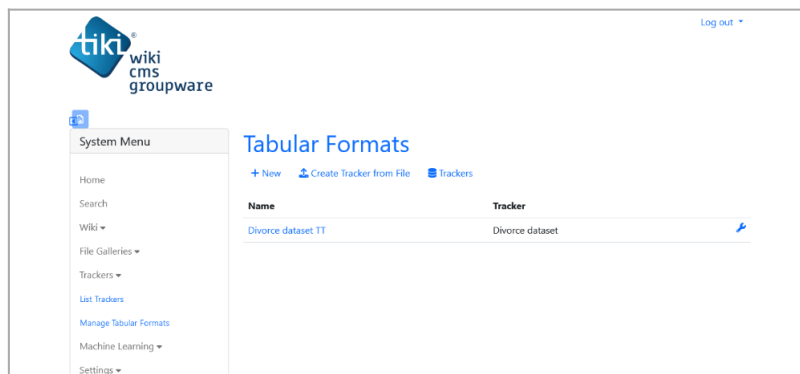 Log out
tiki®
wiki
cms
groupware
System Menu
Home
Search
Wiki
File Galleries
Trackers
List Trackers
Manage Tabular Formats
Machine Learning
Settings
Tabular Formats
+ New Create Tracker from File Trackers
Name Tracker
Divorce dataset TT Divorce dataset